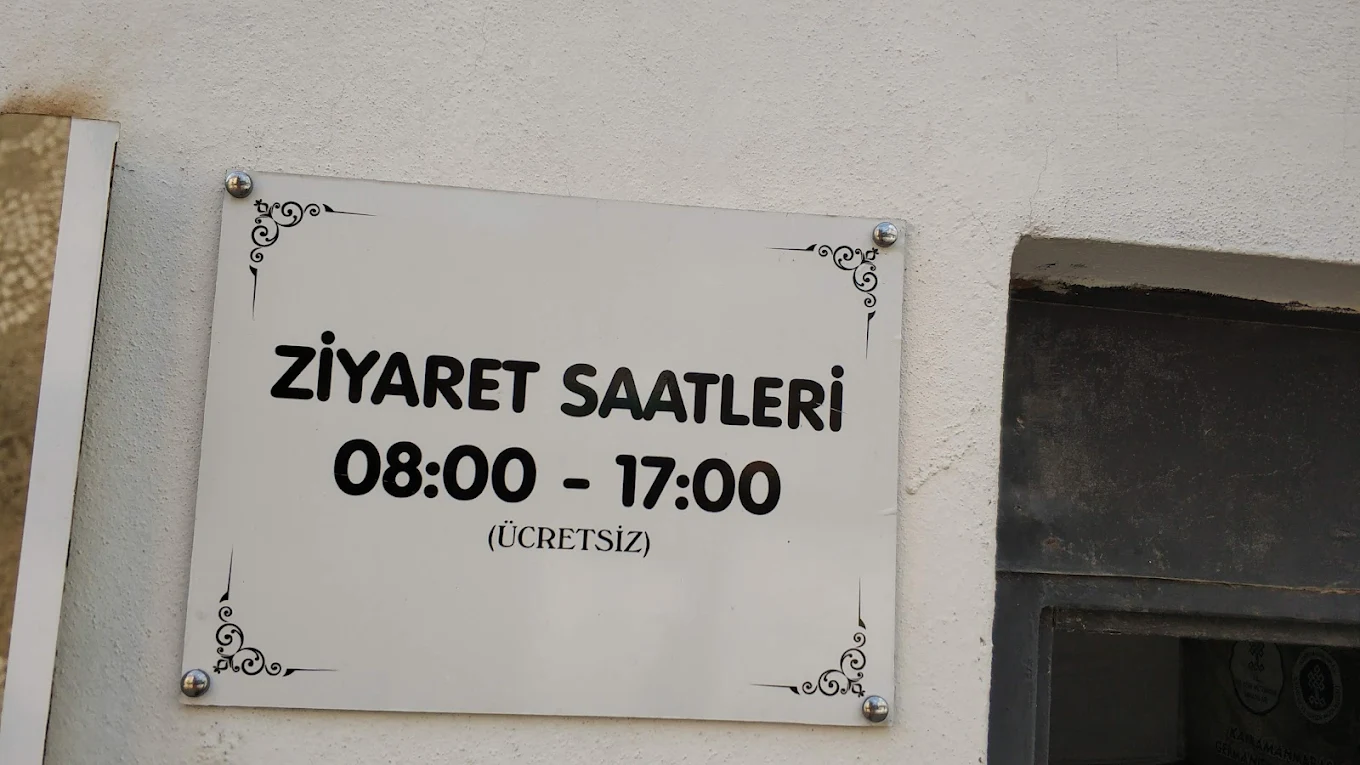 ZİYARET SAATLERİ
08:00 - 17:00
(ÜCRETSİZ)